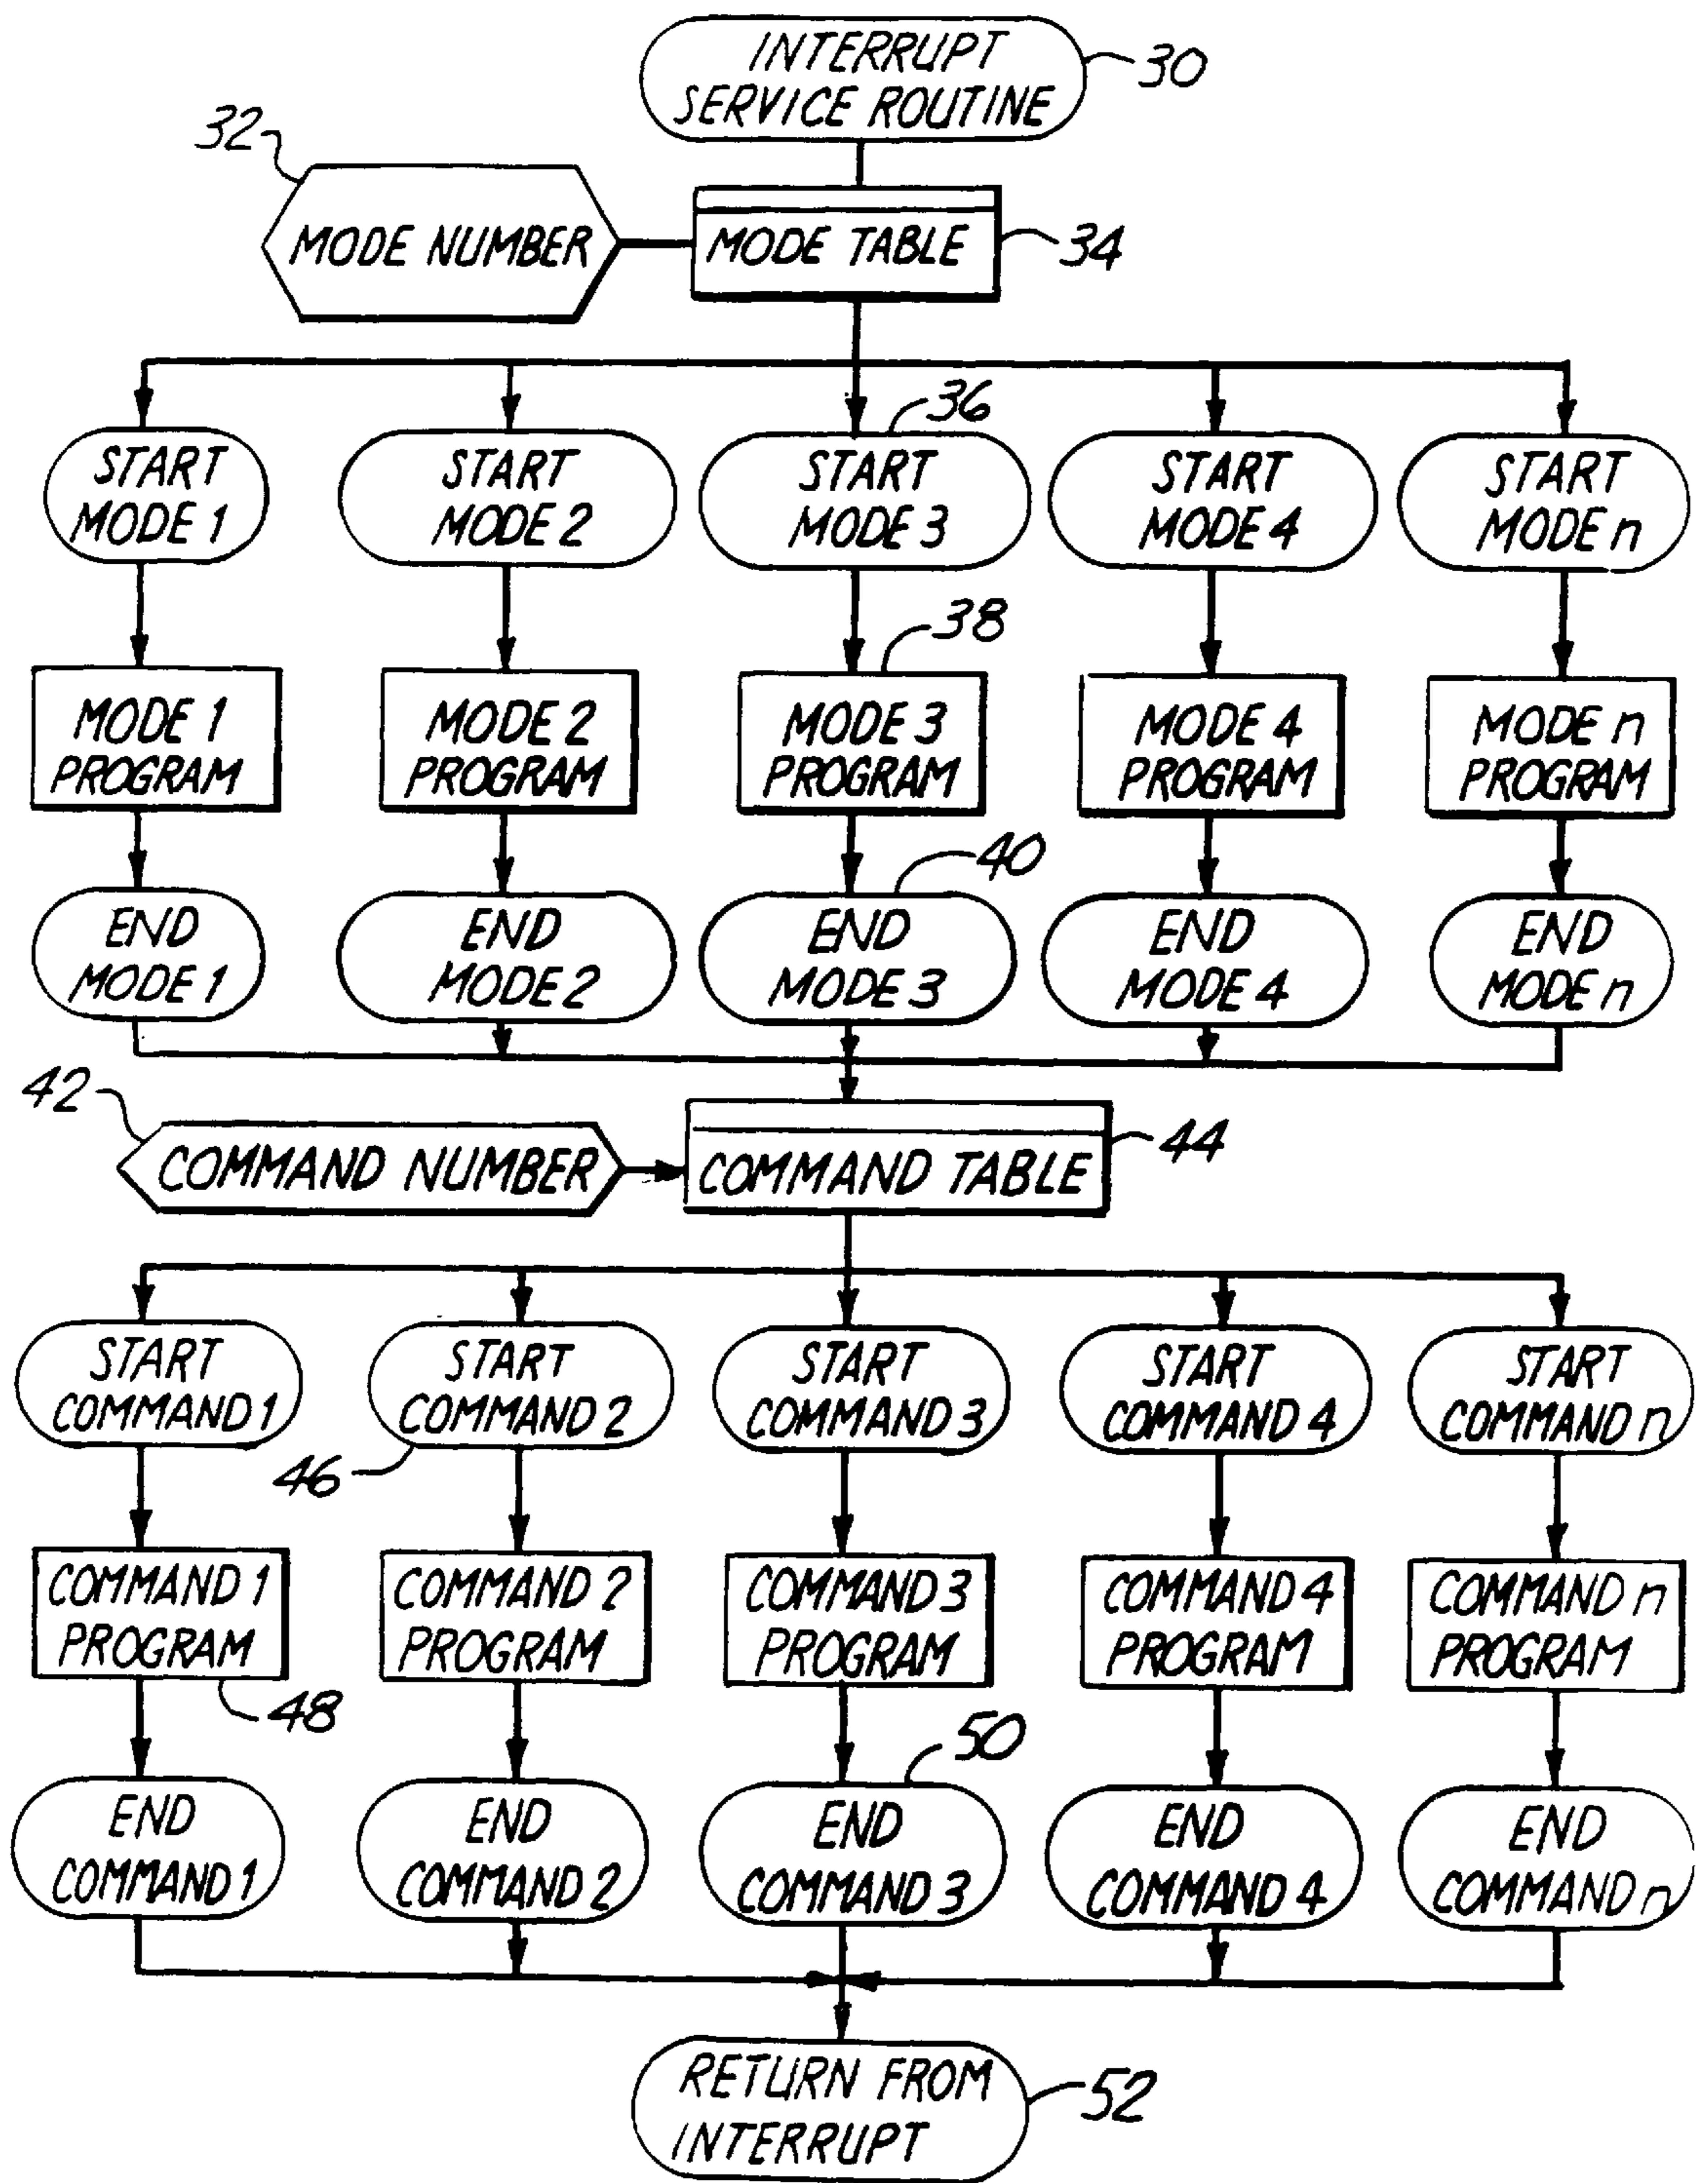 INTERRUPT
SERVICE ROUTINE
30
32
MODE NUMBER
MODE TABLE
34
36
START
MODE 1
START
MODE 2
START
MODE 3
START
MODE 4
START
MODE n
38
MODE 1
PROGRAM
MODE 2
PROGRAM
MODE 3
PROGRAM
MODE 4
PROGRAM
MODE n
PROGRAM
40
END
MODE 1
END
MODE 2
END
MODE 3
END
MODE 4
END
MODE n
42
COMMAND NUMBER
COMMAND TABLE
44
START
COMMAND 1
START
COMMAND 2
START
COMMAND 3
START
COMMAND 4
START
COMMAND n
46
COMMAND 1
PROGRAM
COMMAND 2
PROGRAM
COMMAND 3
PROGRAM
COMMAND 4
PROGRAM
COMMAND n
PROGRAM
48
50
END
COMMAND 1
END
COMMAND 2
END
COMMAND 3
END
COMMAND 4
END
COMMAND n
RETURN FROM
INTERRUPT
52